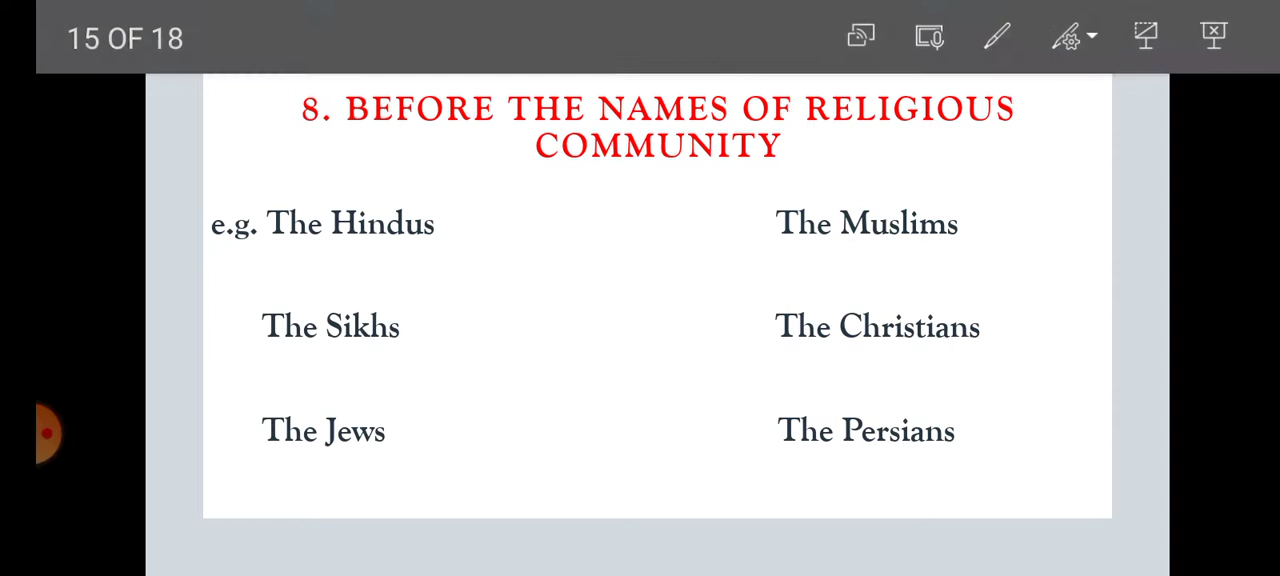 15 OF 18
8. BEFORE THE NAMES OF RELIGIOUS
COMMUNITY
e.g. The Hindus
The Muslims
The Sikhs
The Christians
The Jews
The Persians